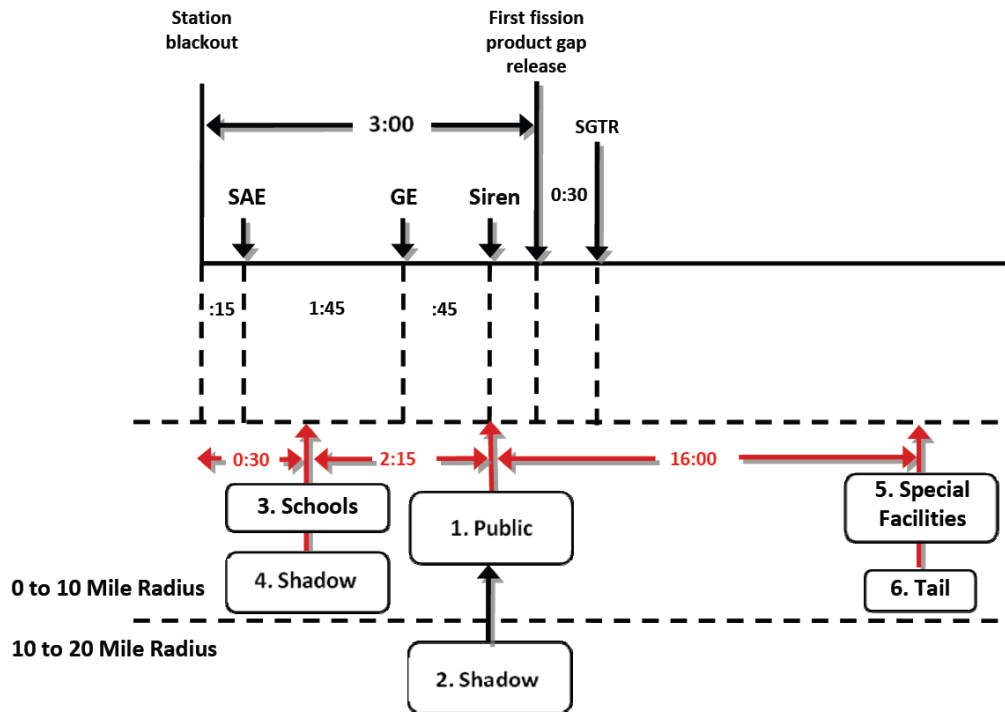 Station
blackout
First fission
product gap
release
3:00
SGTR
SAE
GE
Siren
0:30
:15
1:45
:45
0:30
2:15
16:00
3. Schools
1. Public
5. Special
Facilities
4. Shadow
6. Tail
0 to 10 Mile Radius
10 to 20 Mile Radius
2. Shadow